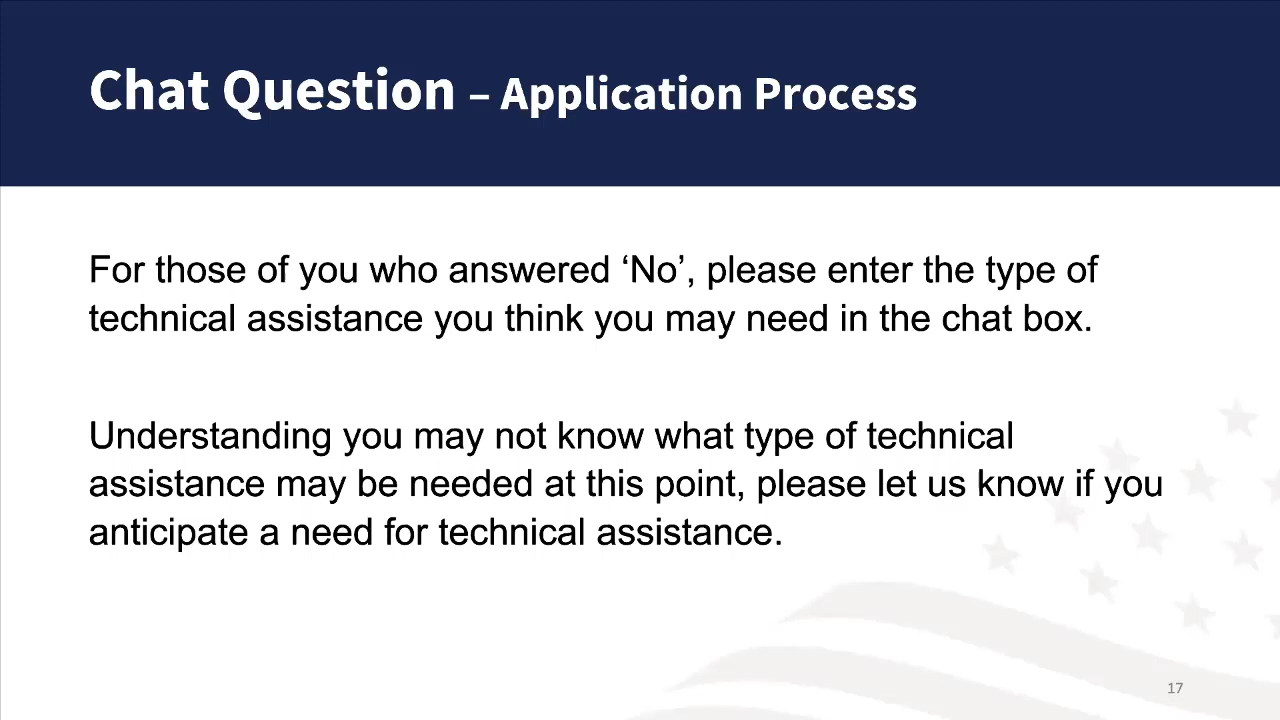 Chat Question – Application Process
For those of you who answered ‘No’, please enter the type of
technical assistance you think you may need in the chat box.
Understanding you may not know what type of technical
assistance may be needed at this point, please let us know if you
anticipate a need for technical assistance.
17